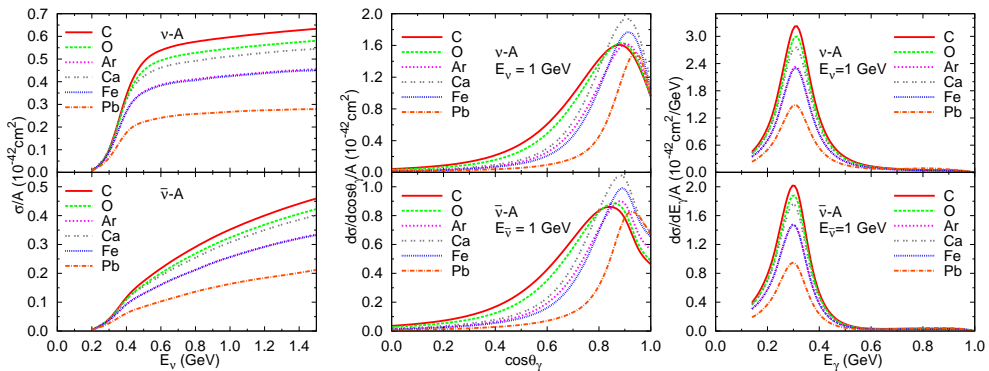 σ/A (10⁻⁴²cm²)
0.7
0.6
0.5
0.4
0.3
0.2
0.1
0.0
C
O
Ar
Ca
Fe
Pb
ν-A
0.5
0.4
0.3
0.2
0.1
0.0
C
O
Ar
Ca
Fe
Pb
ν̄-A
0.0 0.2 0.4 0.6 0.8 1.0 1.2 1.4
E_ν (GeV)
dσ/dcosθ_γ/A (10⁻⁴²cm²)
2.0
1.6
1.2
0.8
0.4
0.0
C
O
Ar
Ca
Fe
Pb
ν-A
E_ν = 1 GeV
1.0
0.8
0.6
0.4
0.2
0.0
C
O
Ar
Ca
Fe
Pb
ν̄-A
E_ν̄ = 1 GeV
0.0 0.2 0.4 0.6 0.8 1.0
cosθ_γ
dσ/dE_γ/A (10⁻⁴²cm²/GeV)
3.0
2.4
1.8
1.2
0.6
0.0
ν-A
E_ν=1 GeV
C
O
Ar
Ca
Fe
Pb
2.0
1.6
1.2
0.8
0.4
0.0
ν̄-A
E_ν̄=1 GeV
C
O
Ar
Ca
Fe
Pb
0.0 0.2 0.4 0.6 0.8 1.0
E_γ (GeV)